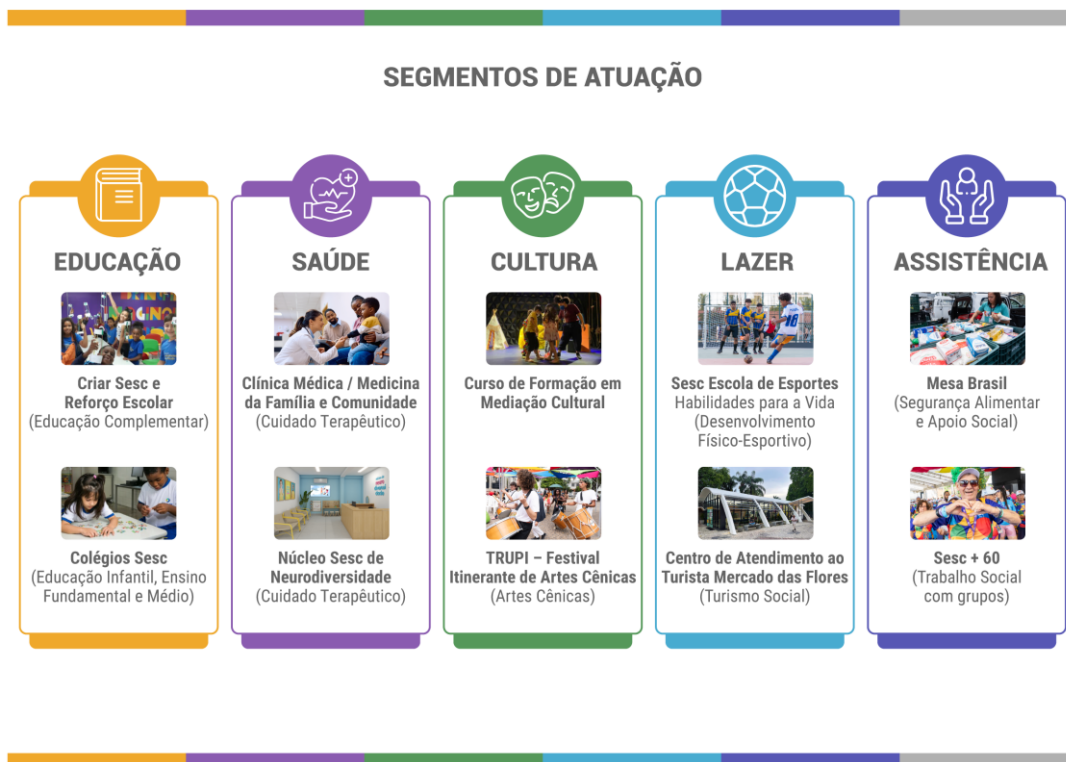 SEGMENTOS DE ATUAÇÃO
EDUCAÇÃO
Criar Sesc e
Reforço Escolar
(Educação Complementar)
Colégios Sesc
(Educação Infantil, Ensino
Fundamental e Médio)
SAÚDE
Clínica Médica / Medicina
da Família e Comunidade
(Cuidado Terapêutico)
Núcleo Sesc de
Neurodiversidade
(Cuidado Terapêutico)
CULTURA
Curso de Formação em
Mediação Cultural
TRUPI – Festival
Itinerante de Artes Cênicas
(Artes Cênicas)
LAZER
18
Sesc Escola de Esportes
Habilidades para a Vida
(Desenvolvimento
Físico-Esportivo)
Centro de Atendimento ao
Turista Mercado das Flores
(Turismo Social)
ASSISTÊNCIA
Mesa Brasil
(Segurança Alimentar
e Apoio Social)
Sesc + 60
(Trabalho Social
com grupos)